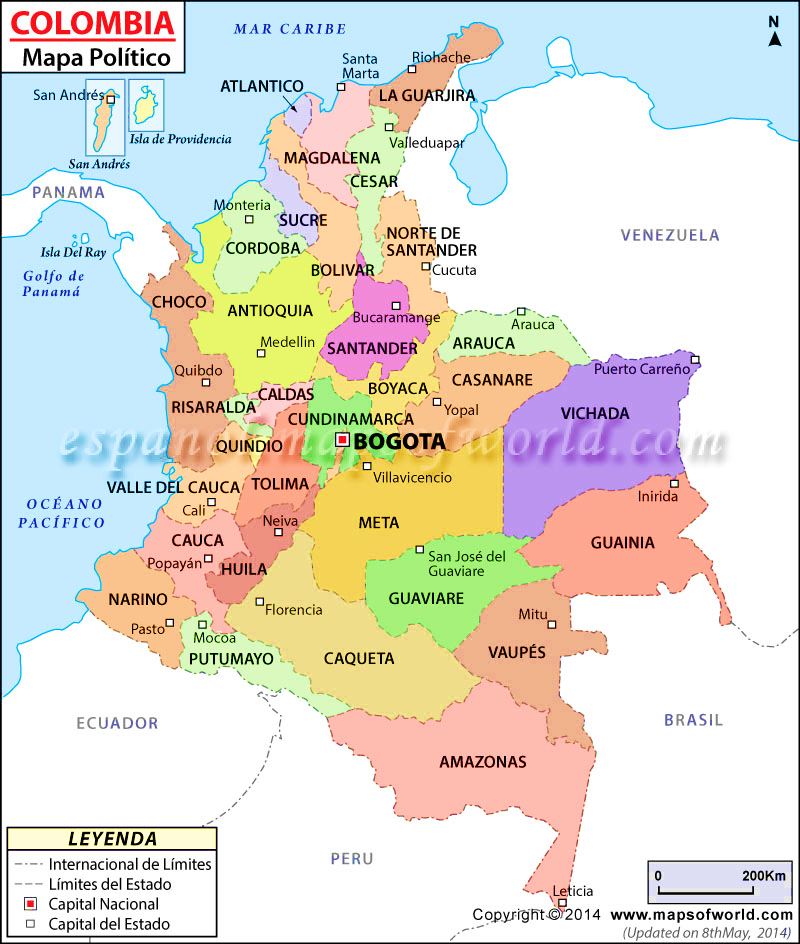 COLOMBIA
Mapa Político
MAR CARIBE
N
Santa
Marta
Riohache
ATLANTICO
LA GUARJIRA
San Andrés
Isla de Providencia
San Andrés
Valleduapar
MAGDALENA
CESAR
PANAMA
Monteria
SUCRE
NORTE DE
SANTANDER
VENEZUELA
Isla Del Ray
CORDOBA
BOLIVAR
Cucuta
Golfo de
Panamá
CHOCO
ANTIOQUIA
Bucaramange
Arauca
Medellin
SANTANDER
ARAUCA
Quibdo
Puerto Carreño
CALDAS
BOYACA
CASANARE
RISARALDA
Yopal
VICHADA
CUNDINAMARCA
BOGOTA
espanol.mapsofworld.com
QUINDIO
Villavicencio
VALLE DEL CAUCA
TOLIMA
Inirida
OCÉANO
PACÍFICO
Cali
Neiva
META
CAUCA
GUAINIA
Popayán
HUILA
San José del
Guaviare
NARINO
Florencia
GUAVIARE
Pasto
Mocoa
Mitu
PUTUMAYO
CAQUETA
VAUPÉS
ECUADOR
BRASIL
AMAZONAS
PERU
LEYENDA
Internacional de Límites
Límites del Estado
Capital Nacional
Capital del Estado
0 200Km
Leticia
Copyright © 2014 www.mapsofworld.com
(Updated on 8thMay, 2014)